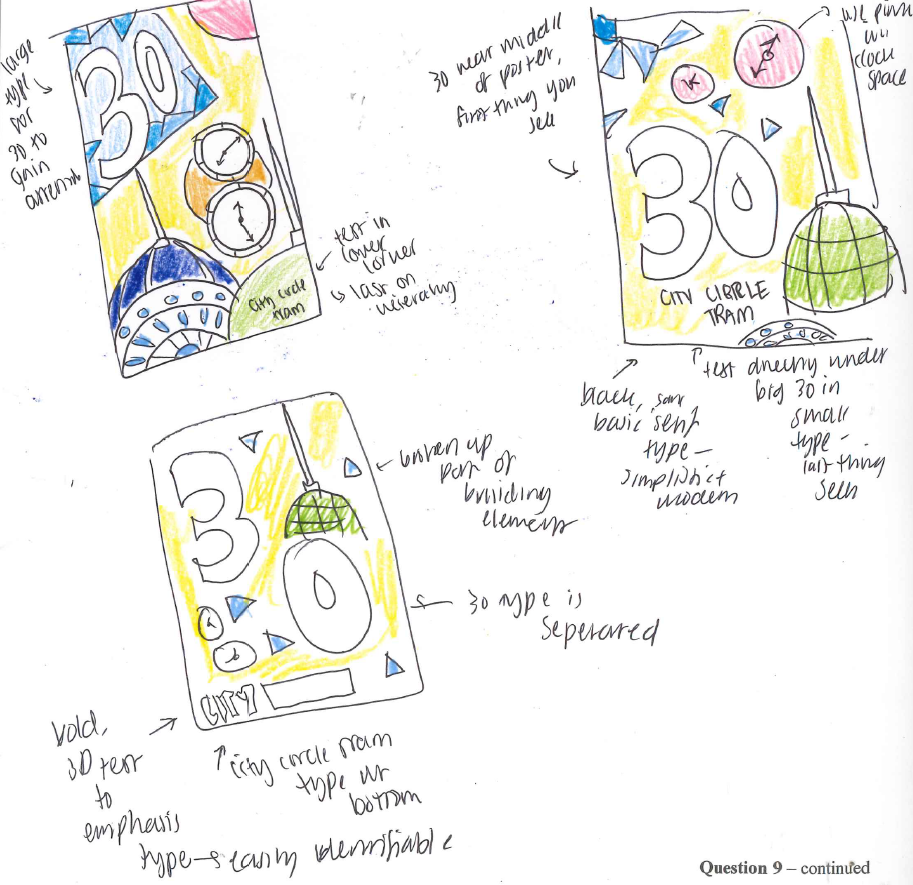 large
type
for
30 to
gain
attention
30
City circle
tram
text in
lower
corner
↳ last on
hierarchy
30 near middle
of poster,
first thing you
see
use pink
clock
space
30
CITY CIRCLE
TRAM
text directly under
big 30 in
small
type -
last thing
seen
black,
basic serif
type -
simplistic
modern
30
CITY
broken up
part of
building
elements
30 type is
Seperated
bold,
3D text
to
emphasis
type → easily identifiable
city circle tram
type at
bottom
Question 9 – continued